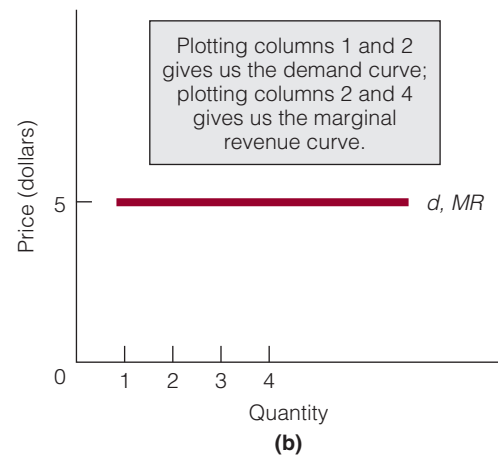 Plotting columns 1 and 2
gives us the demand curve;
plotting columns 2 and 4
gives us the marginal
revenue curve.
Price (dollars)
5
d, MR
0
1 2 3 4
Quantity
(b)